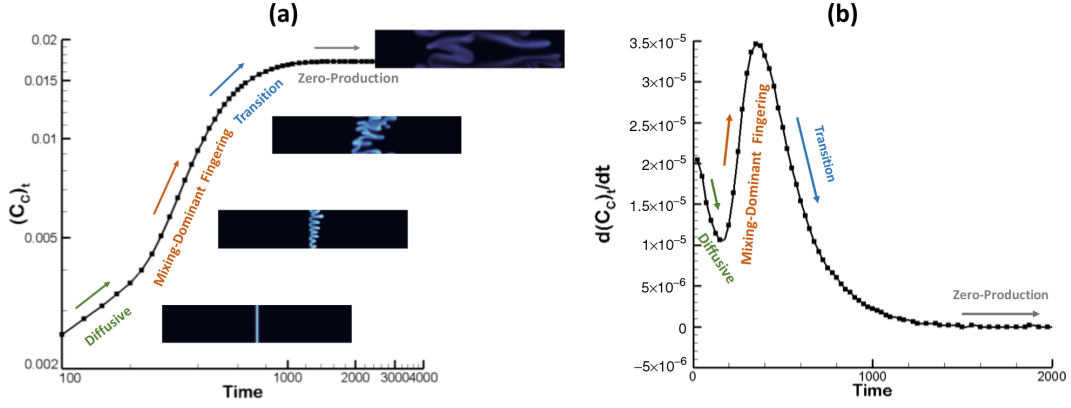 (a)
0.02
0.015
0.01
0.005
0.002
(C_C)_t
100
1000
2000
30004000
Time
Diffusive
Mixing-Dominant Fingering
Transition
Zero-Production
(b)
3.5×10⁻⁵
3×10⁻⁵
2.5×10⁻⁵
2×10⁻⁵
1.5×10⁻⁵
1×10⁻⁵
5×10⁻⁶
0
-5×10⁻⁶
d(C_C)_t/dt
0
1000
2000
Time
Diffusive
Mixing-Dominant Fingering
Transition
Zero-Production